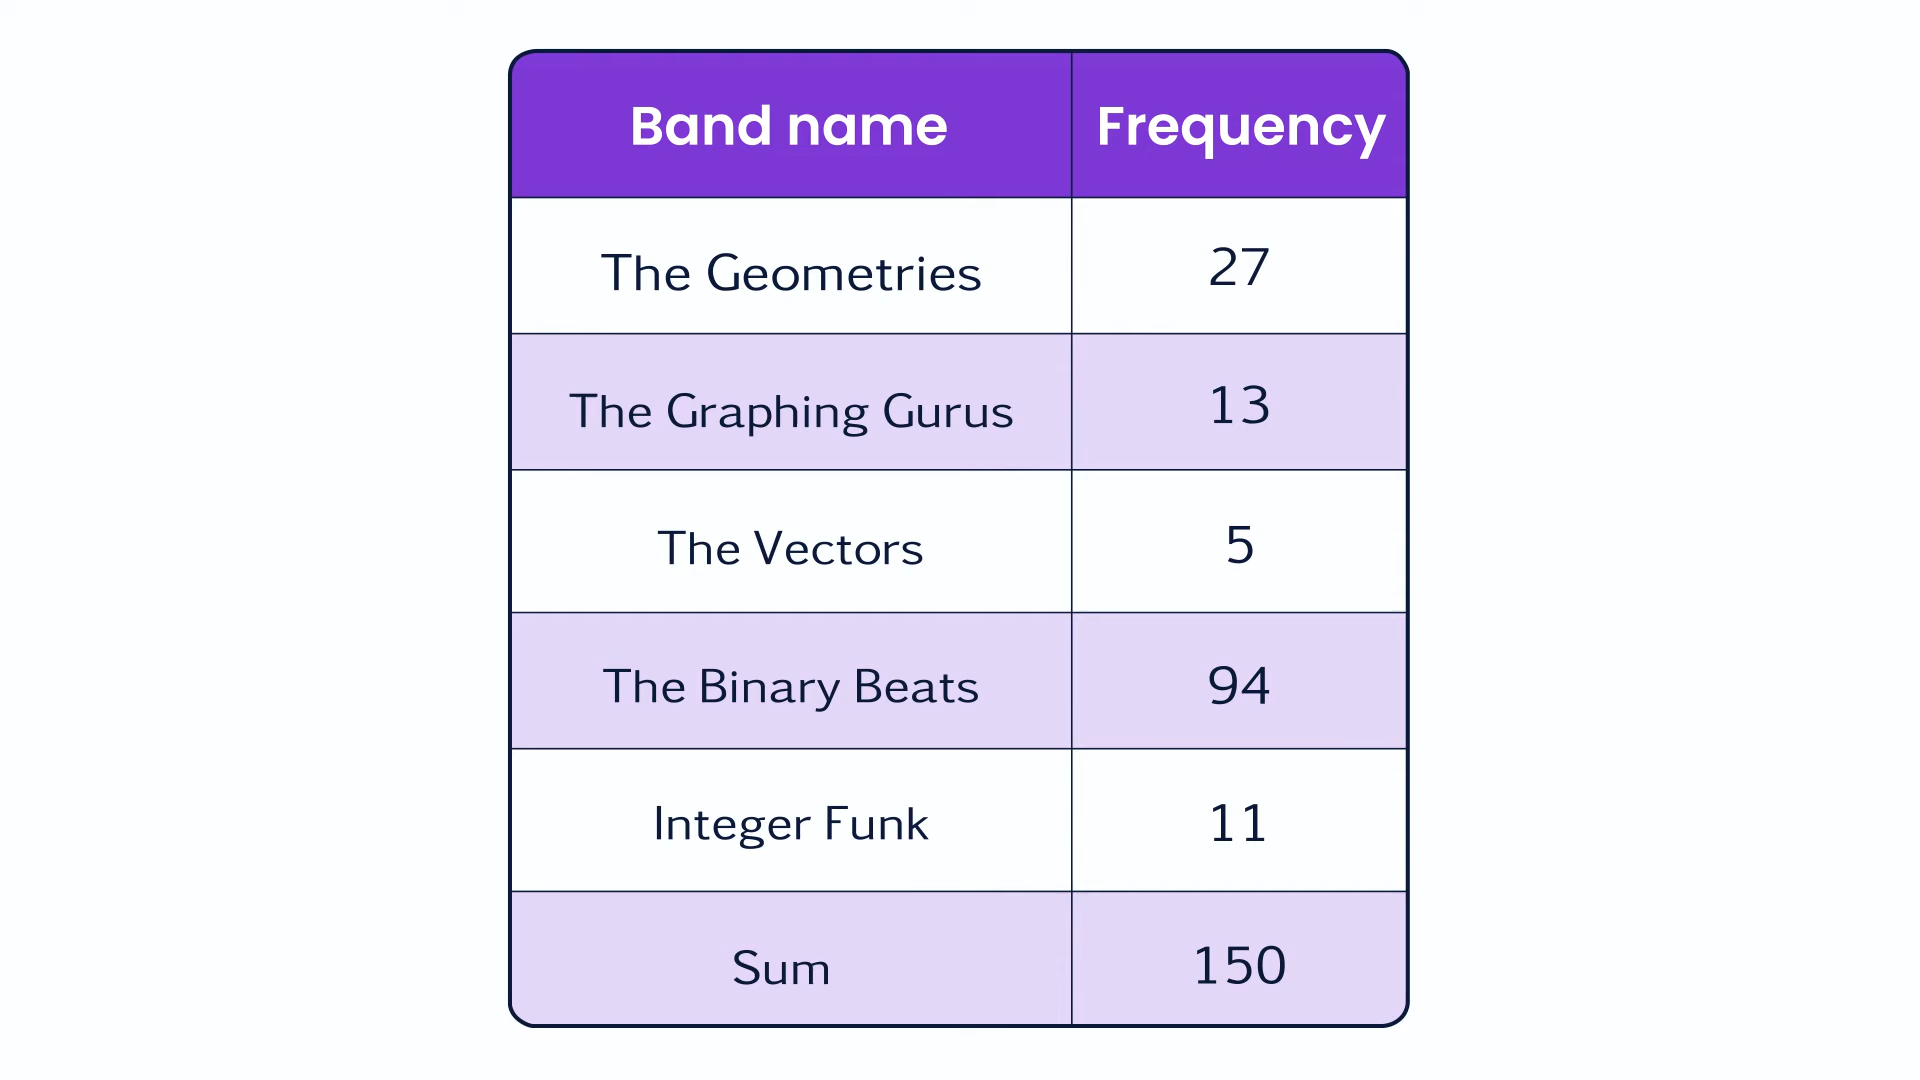 Band name Frequency
The Geometries 27
The Graphing Gurus 13
The Vectors 5
The Binary Beats 94
Integer Funk 11
Sum 150